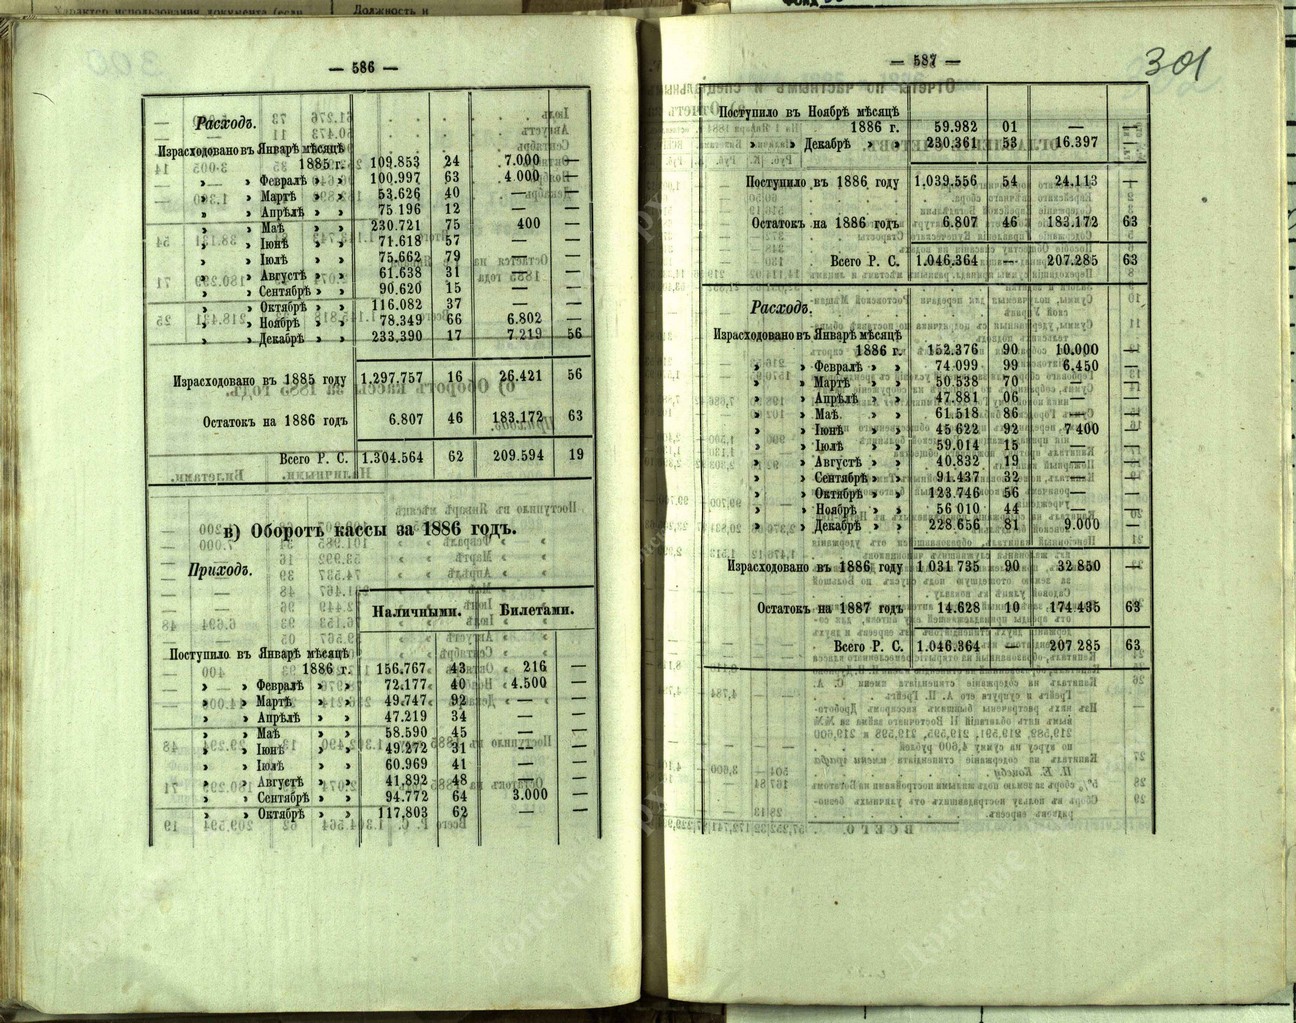 — 586 —
Расходъ.
Израсходовано въ Январѣ мѣсяцѣ
1885 г. 109.853 24 7.000 —
» » Февралѣ » » 100.997 63 4.000 —
» » Мартѣ » » 53.626 40 — —
» » Апрѣлѣ » » 75 196 12 — —
» » Маѣ » » 230.721 75 400 —
» » Іюнѣ » » 71.618 57 — —
» » Іюлѣ » » 75.662 79 — —
» » Августѣ » » 61.638 31 — —
» » Сентябрѣ » » 90.620 15 — —
» » Октябрѣ » » 116.082 37 — —
» » Ноябрѣ » » 78.349 66 6.802 —
» » Декабрѣ » » 233.390 17 7.219 56
Израсходовано въ 1885 году 1.297.757 16 26.421 56
Остатокъ на 1886 годъ 6.807 46 183.172 63
Всего Р. С. 1.304.564 62 209.594 19
в) Оборотъ кассы за 1886 годъ.
Приходъ.
Наличными. Билетами.
Поступило въ Январѣ мѣсяцѣ
1886 г. 156.767 43 216 —
» » Февралѣ » » 72.177 40 4.500 —
» » Мартѣ » » 49.747 92 — —
» » Апрѣлѣ » » 47.219 34 — —
» » Маѣ » » 58.590 45 — —
» » Іюнѣ » » 49.272 31 — —
» » Іюлѣ » » 60.969 41 — —
» » Августѣ » » 41.892 48 — —
» » Сентябрѣ » » 94.772 64 3.000 —
» » Октябрѣ » » 117.803 62 — —
— 587 —
301
Поступило въ Ноябрѣ мѣсяцѣ
1886 г. 59.982 01 — —
» » Декабрѣ » » 230.361 53 16.397 —
Поступило въ 1886 году 1.039.556 54 24.113 —
Остатокъ на 1886 годъ 6.807 46 183.172 63
Всего Р. С. 1.046.364 — 207.285 63
Расходъ.
Израсходовано въ Январѣ мѣсяцѣ
1886 г. 152.376 90 10.000 —
» » Февралѣ » » 74 099 99 6.450 —
» » Мартѣ » » 50.538 70 — —
» » Апрѣлѣ » » 47.881 06 — —
» » Маѣ » » 61.518 86 — —
» » Іюнѣ » » 45 622 92 7 400 —
» » Іюлѣ » » 59.014 15 — —
» » Августѣ » » 40.832 19 — —
» » Сентябрѣ » » 91.437 32 — —
» » Октябрѣ » » 123.746 56 — —
» » Ноябрѣ » » 56 010 44 — —
» » Декабрѣ » » 228.656 81 9.000 —
Израсходовано въ 1886 году 1 031 735 90 32 850 —
Остатокъ на 1887 годъ 14.628 10 174.435 63
Всего Р. С. 1.046.364 — 207 285 63